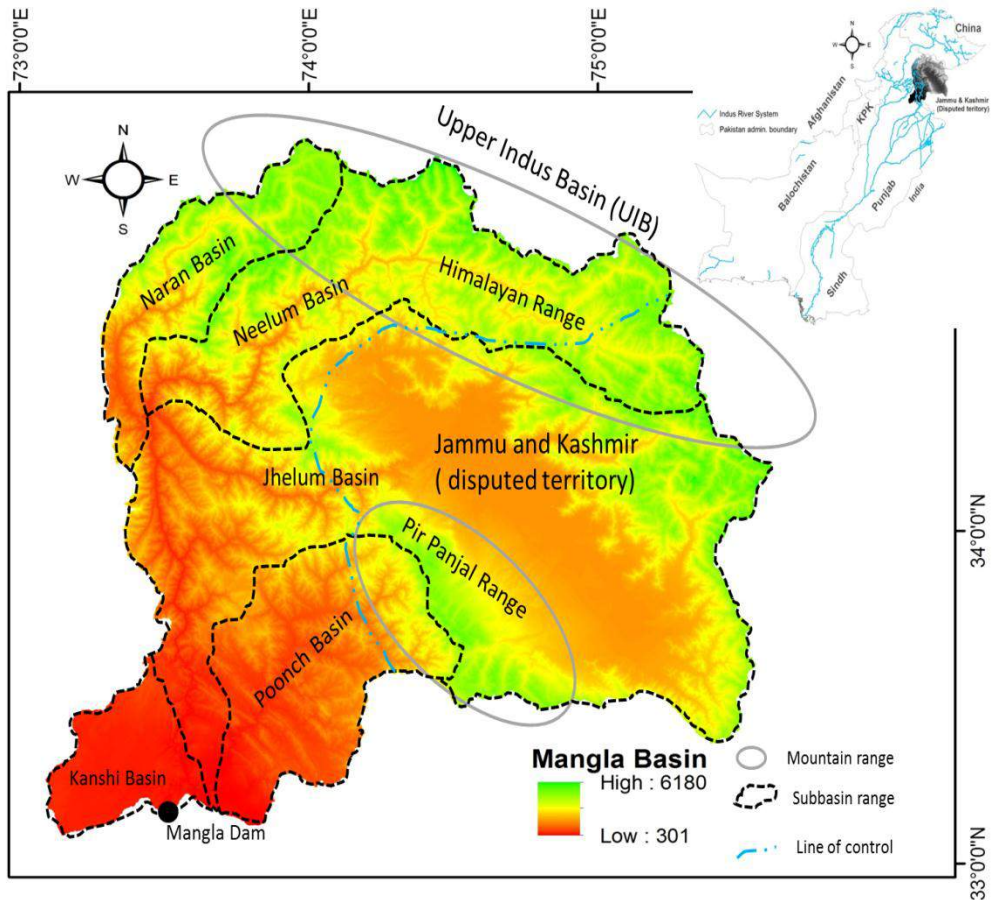 73°0'0"E
74°0'0"E
75°0'0"E
N
W
E
S
Upper Indus Basin (UIB)
Naran Basin
Neelum Basin
Himalayan Range
Jammu and Kashmir
( disputed territory)
Jhelum Basin
Pir Panjal Range
Poonch Basin
Kanshi Basin
Mangla Dam
34°0'0"N
33°0'0"N
Mangla Basin
High : 6180
Low : 301
Mountain range
Subbasin range
Line of control
N
W
E
S
China
Afghanistan
KPK
Jammu & Kashmir
(Disputed teritory)
Indus River System
Pakistan admin. boundary
Balochistan
Punjab
India
Sindh